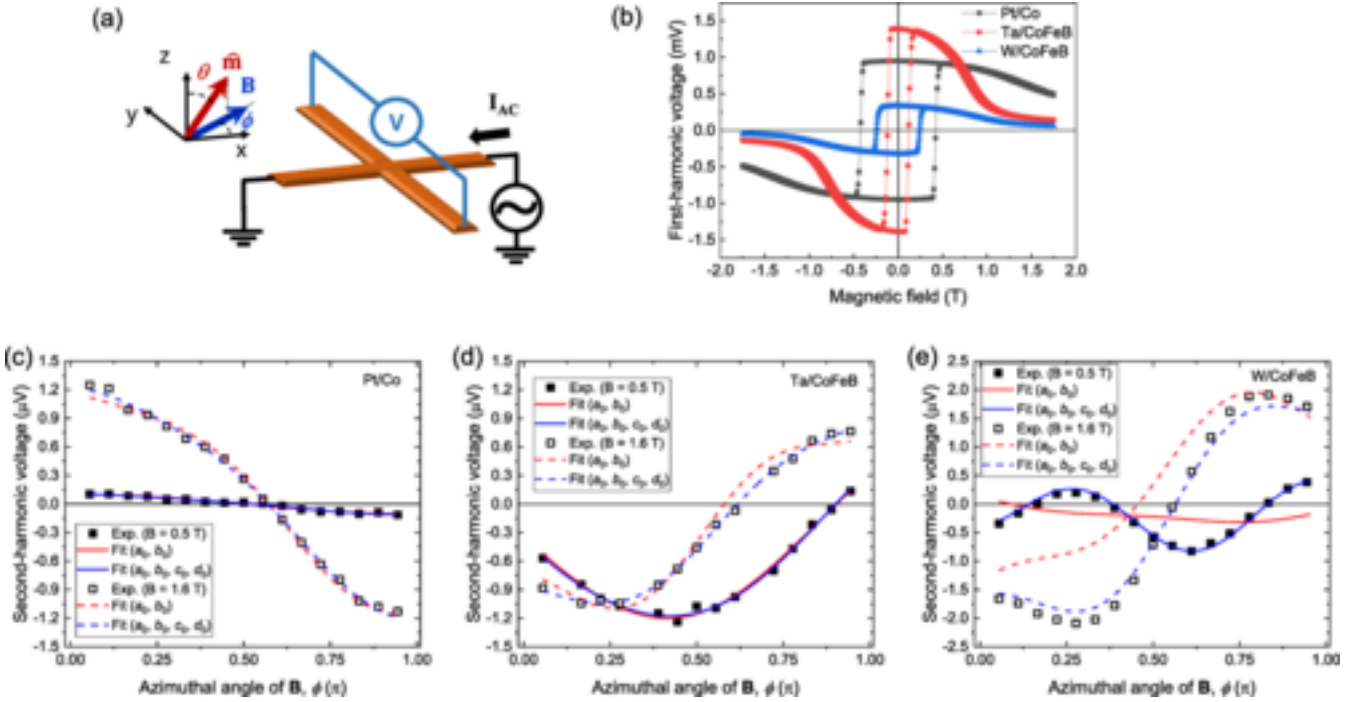 (a)
z
θ
m̂
B
y
ϕ
x
V
I_AC
(b)
First-harmonic voltage (mV)
1.5
1.0
0.5
0.0
-0.5
-1.0
-1.5
Pt/Co
Ta/CoFeB
W/CoFeB
-2.0 -1.5 -1.0 -0.5 0.0 0.5 1.0 1.5 2.0
Magnetic field (T)
(c)
Second-harmonic voltage (μV)
1.5
1.2
0.9
0.6
0.3
0.0
-0.3
-0.6
-0.9
-1.2
-1.5
Pt/Co
Exp. (B = 0.5 T)
Fit (a₀, b₀)
Fit (a₀, b₀, c₀, d₀)
Exp. (B = 1.6 T)
Fit (a₀, b₀)
Fit (a₀, b₀, c₀, d₀)
0.00 0.25 0.50 0.75 1.00
Azimuthal angle of B, ϕ (π)
(d)
Second-harmonic voltage (μV)
1.5
1.2
0.9
0.6
0.3
0.0
-0.3
-0.6
-0.9
-1.2
-1.5
Ta/CoFeB
Exp. (B = 0.5 T)
Fit (a₀, b₀)
Fit (a₀, b₀, c₀, d₀)
Exp. (B = 1.6 T)
Fit (a₀, b₀)
Fit (a₀, b₀, c₀, d₀)
0.00 0.25 0.50 0.75 1.00
Azimuthal angle of B, ϕ (π)
(e)
Second-harmonic voltage (μV)
2.5
2.0
1.5
1.0
0.5
0.0
-0.5
-1.0
-1.5
-2.0
-2.5
W/CoFeB
Exp. (B = 0.5 T)
Fit (a₀, b₀)
Fit (a₀, b₀, c₀, d₀)
Exp. (B = 1.6 T)
Fit (a₀, b₀)
Fit (a₀, b₀, c₀, d₀)
0.00 0.25 0.50 0.75 1.00
Azimuthal angle of B, ϕ (π)